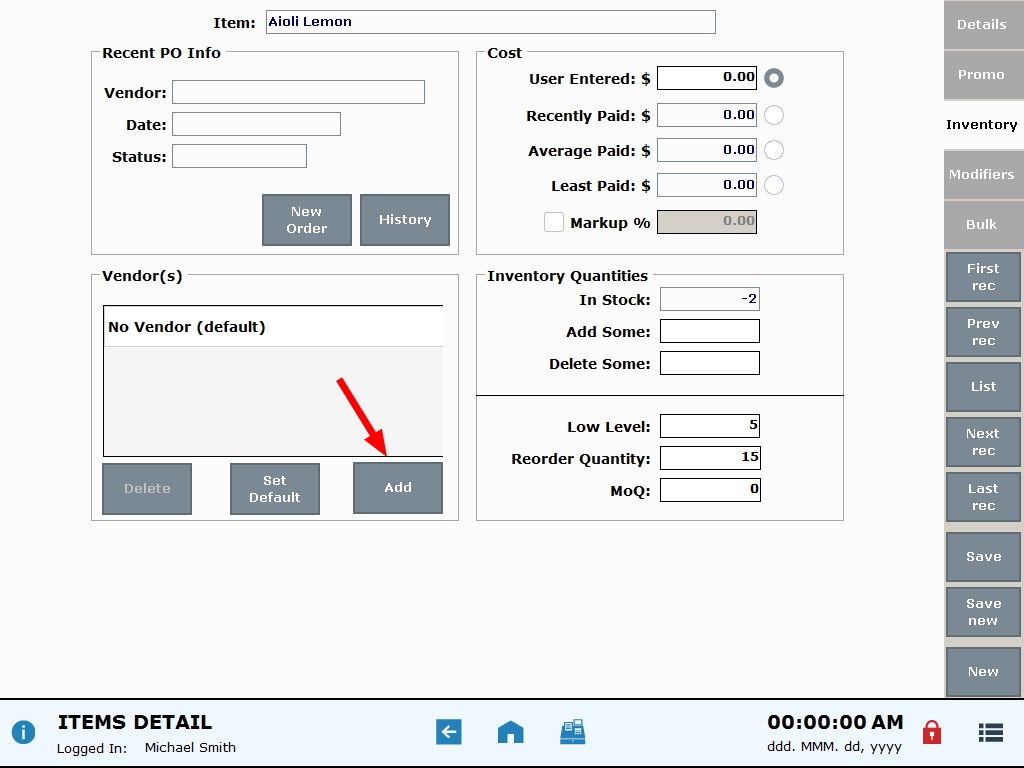 Item: Aioli Lemon
Details
Promo
Inventory
Modifiers
Bulk
Recent PO Info
Vendor:
Date:
Status:
New
Order
History
Cost
User Entered: $ 0.00
Recently Paid: $ 0.00
Average Paid: $ 0.00
Least Paid: $ 0.00
Markup % 0.00
Vendor(s)
No Vendor (default)
Delete
Set
Default
Add
Inventory Quantities
In Stock: -2
Add Some:
Delete Some:
Low Level: 5
Reorder Quantity: 15
MoQ: 0
First
rec
Prev
rec
List
Next
rec
Last
rec
Save
Save
new
New
ITEMS DETAIL
Logged In: Michael Smith
00:00:00 AM
ddd. MMM. dd, yyyy